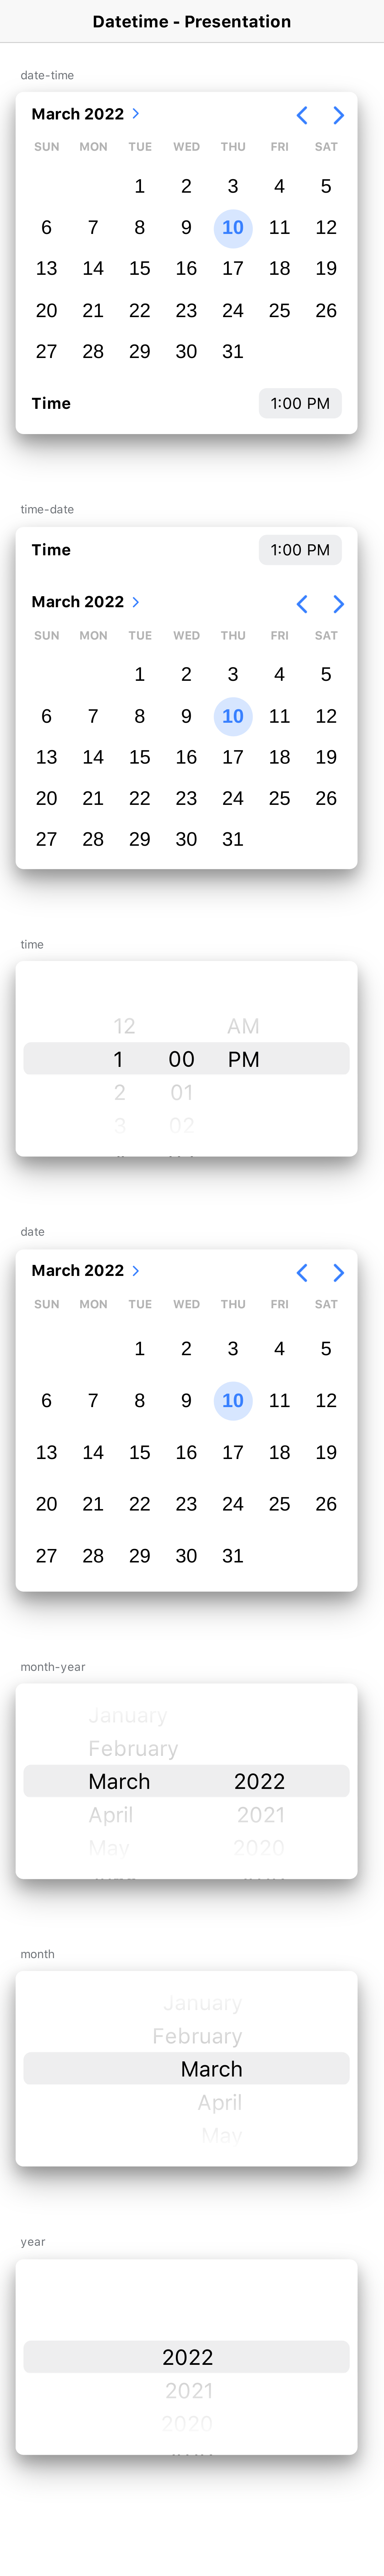 Datetime - Presentation
date-time
March 2022
SUN MON TUE WED THU FRI SAT
1 2 3 4 5
6 7 8 9 10 11 12
13 14 15 16 17 18 19
20 21 22 23 24 25 26
27 28 29 30 31
Time 1:00 PM
time-date
Time 1:00 PM
March 2022
SUN MON TUE WED THU FRI SAT
1 2 3 4 5
6 7 8 9 10 11 12
13 14 15 16 17 18 19
20 21 22 23 24 25 26
27 28 29 30 31
time
12 AM
1 00 PM
2 01
3 02
date
March 2022
SUN MON TUE WED THU FRI SAT
1 2 3 4 5
6 7 8 9 10 11 12
13 14 15 16 17 18 19
20 21 22 23 24 25 26
27 28 29 30 31
month-year
January
February
March 2022
April 2021
May 2020
month
January
February
March
April
May
year
2022
2021
2020